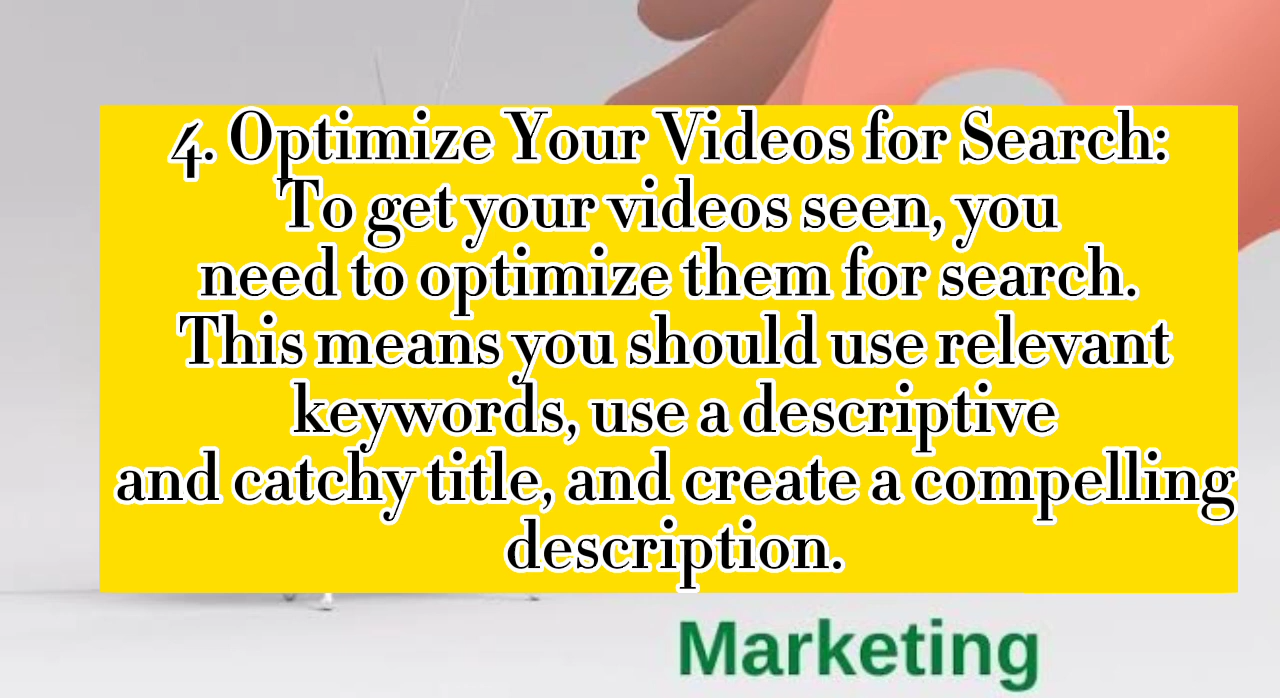 4. Optimize Your Videos for Search:
To get your videos seen, you
need to optimize them for search.
This means you should use relevant
keywords, use a descriptive
and catchy title, and create a compelling
description.
Marketing